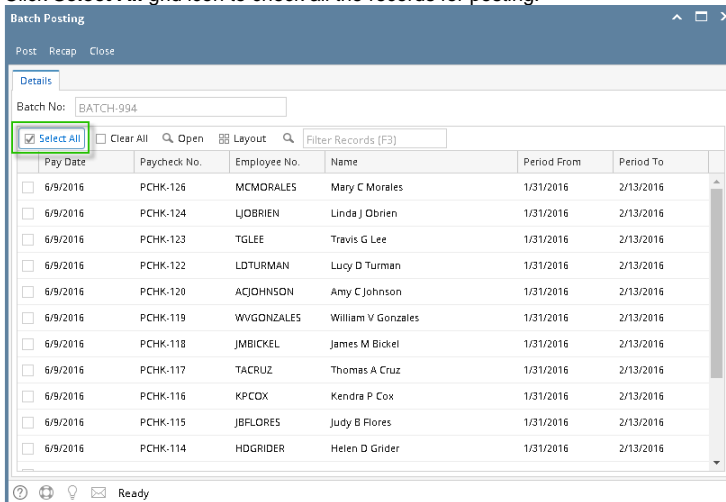 Click Select All grid icon to check all the records for posting.
Batch Posting
Post Recap Close
Details
Batch No: BATCH-994
Select All Clear All Open Layout Filter Records [F3]
Pay Date Paycheck No. Employee No. Name Period From Period To
6/9/2016 PCHK-126 MCMORALES Mary C Morales 1/31/2016 2/13/2016
6/9/2016 PCHK-124 LJOBRIEN Linda J Obrien 1/31/2016 2/13/2016
6/9/2016 PCHK-123 TGLEE Travis G Lee 1/31/2016 2/13/2016
6/9/2016 PCHK-122 LDTURMAN Lucy D Turman 1/31/2016 2/13/2016
6/9/2016 PCHK-120 ACJOHNSON Amy C Johnson 1/31/2016 2/13/2016
6/9/2016 PCHK-119 WVGONZALES William V Gonzales 1/31/2016 2/13/2016
6/9/2016 PCHK-118 JMBICKEL James M Bickel 1/31/2016 2/13/2016
6/9/2016 PCHK-117 TACRUZ Thomas A Cruz 1/31/2016 2/13/2016
6/9/2016 PCHK-116 KPCOX Kendra P Cox 1/31/2016 2/13/2016
6/9/2016 PCHK-115 JBFLORES Judy B Flores 1/31/2016 2/13/2016
6/9/2016 PCHK-114 HDGRIDER Helen D Grider 1/31/2016 2/13/2016
Ready